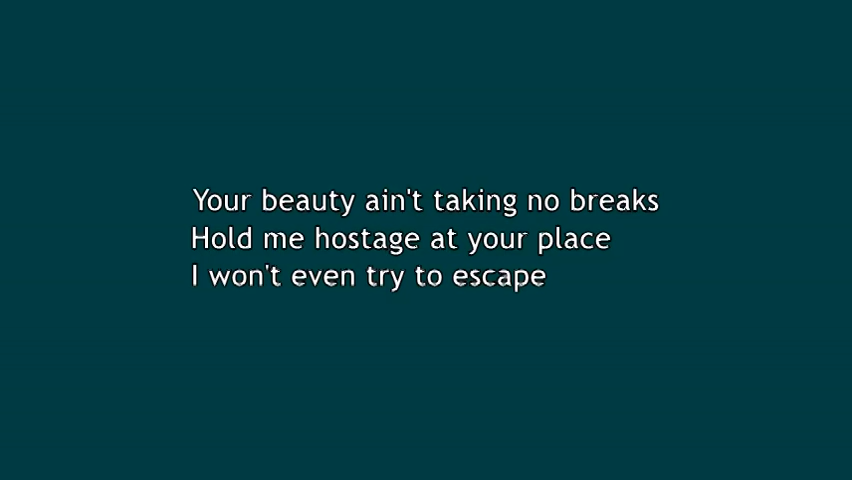 Your beauty ain't taking no breaks
Hold me hostage at your place
I won't even try to escape